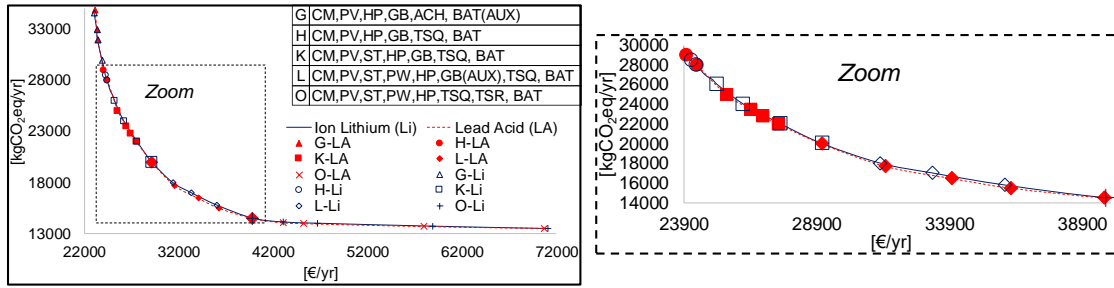 33000
28000
23000
18000
13000
[kgCO2eq/yr]
22000 32000 42000 52000 62000 72000
[€/yr]
G CM,PV,HP,GB,ACH, BAT(AUX)
H CM,PV,HP,GB,TSQ, BAT
K CM,PV,ST,HP,GB,TSQ, BAT
L CM,PV,ST,PW,HP,GB(AUX),TSQ, BAT
O CM,PV,ST,PW,HP,TSQ,TSR, BAT
Zoom
Ion Lithium (Li) Lead Acid (LA)
G-LA H-LA
K-LA L-LA
O-LA G-Li
H-Li K-Li
L-Li O-Li
Zoom
30000
28000
26000
24000
22000
20000
18000
16000
14000
[kgCO2eq/yr]
23900 28900 33900 38900
[€/yr]